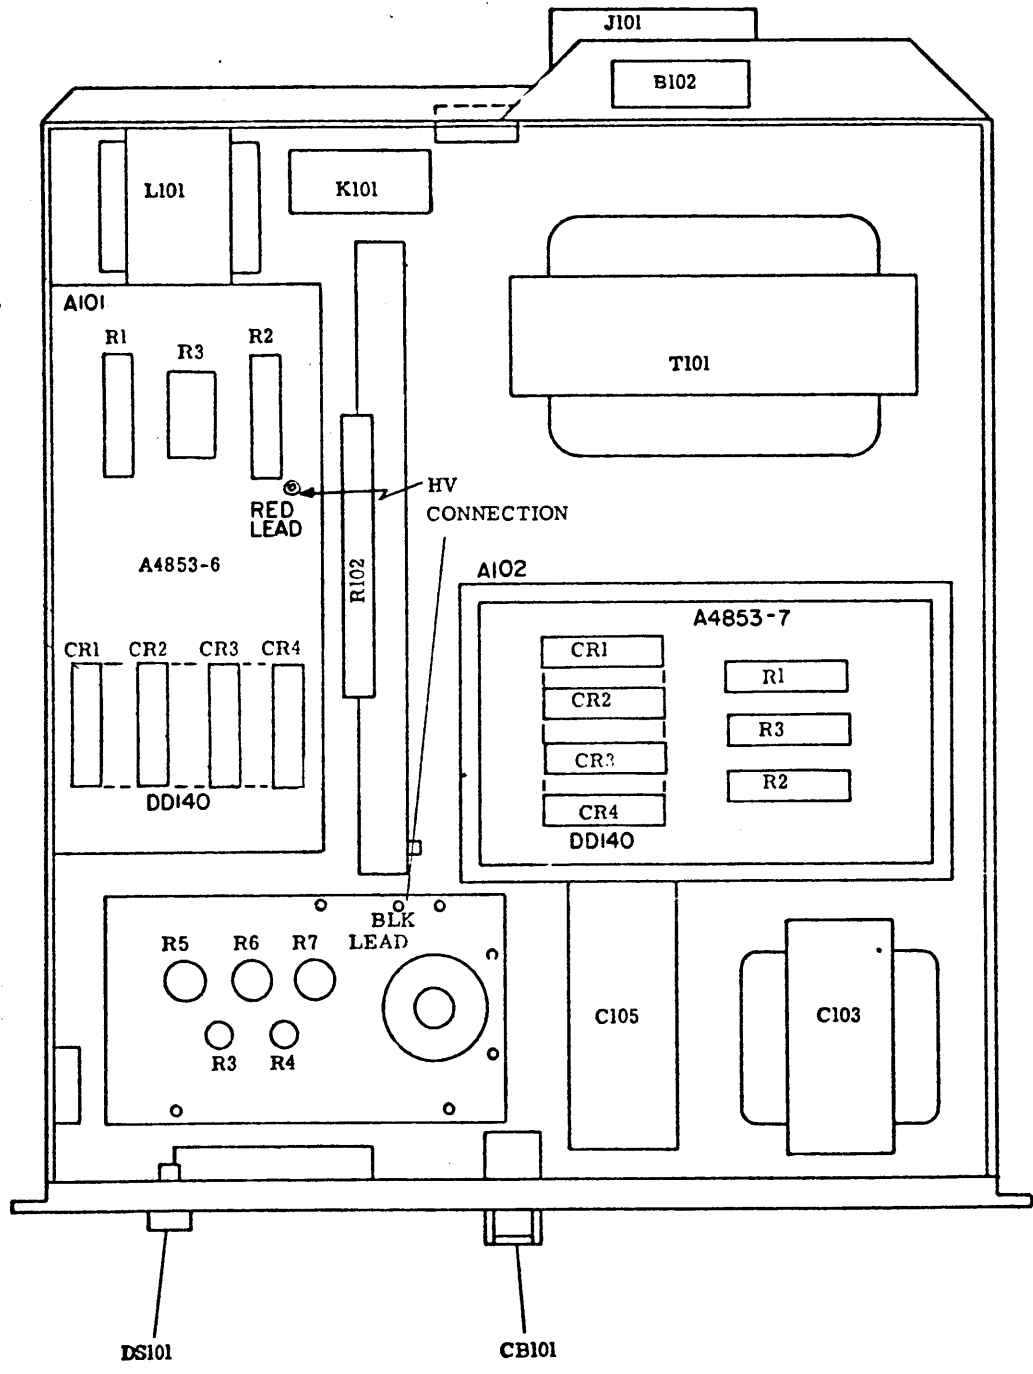 J101
B102
L101
K101
A101
R1
R3
R2
T101
HV
CONNECTION
RED
LEAD
A4853-6
R102
A102
A4853-7
CR1
CR2
CR3
CR4
DD140
CR1
CR2
CR3
CR4
DD140
R1
R3
R2
BLK
LEAD
R5
R6
R7
R3
R4
C105
C103
DS101
CB101